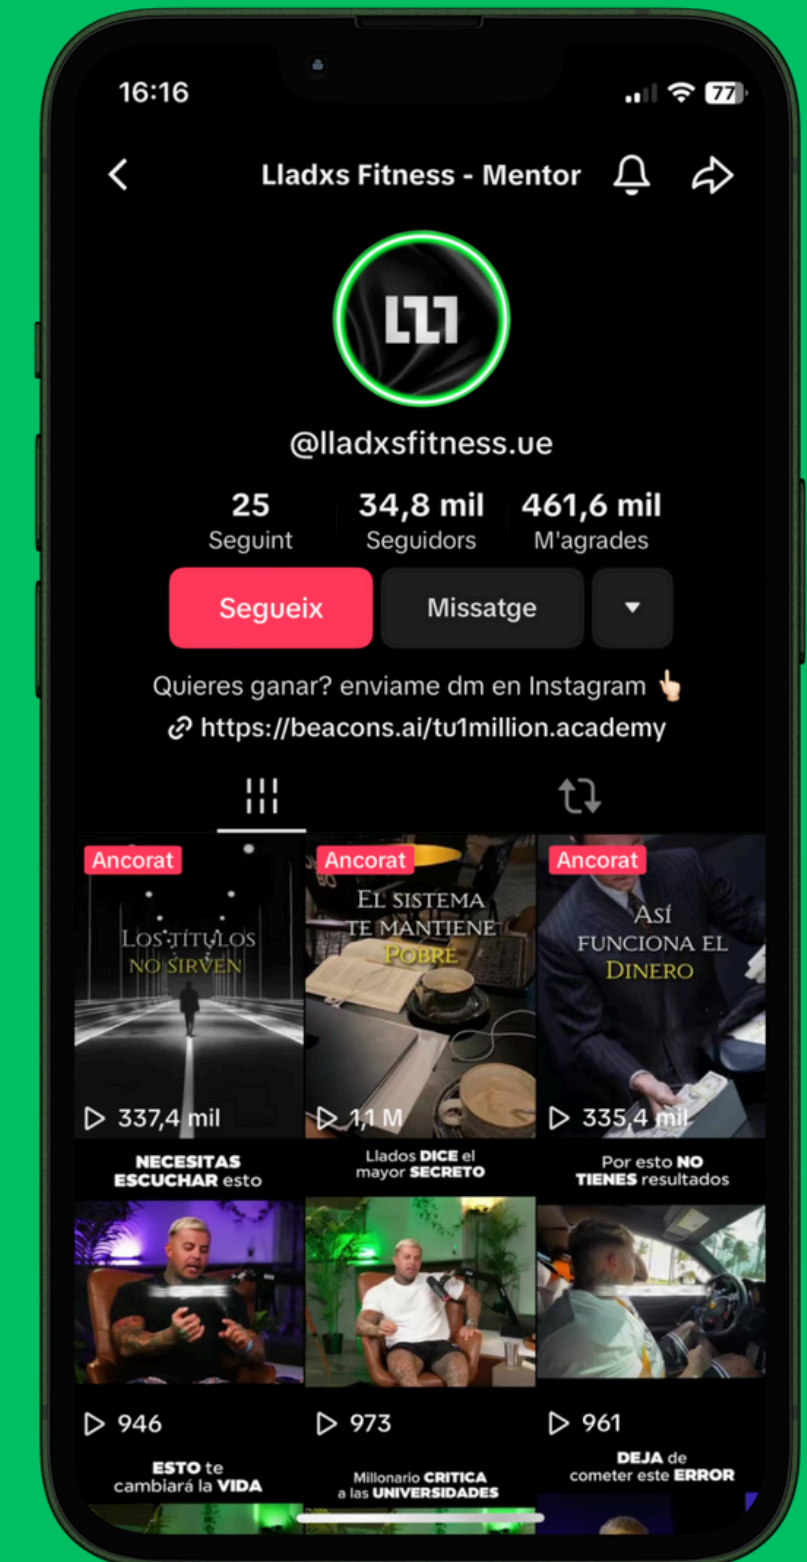 16:16
77
Lladxs Fitness - Mentor
@lladxsfitness.ue
25 34,8 mil 461,6 mil
Seguint Seguidors M'agrades
Segueix Missatge
Quieres ganar? enviame dm en Instagram
https://beacons.ai/tu1million.academy
Ancorat
LOS TÍTULOS
NO SIRVEN
337,4 mil
Ancorat
EL SISTEMA
TE MANTIENE
POBRE
1,1 M
Ancorat
ASÍ
FUNCIONA EL
DINERO
335,4 mil
NECESITAS
ESCUCHAR esto
946
Llados DICE el
mayor SECRETO
973
Por esto NO
TIENES resultados
961
ESTO te
cambiará la VIDA
Millonario CRITICA
a las UNIVERSIDADES
DEJA de
cometer este ERROR